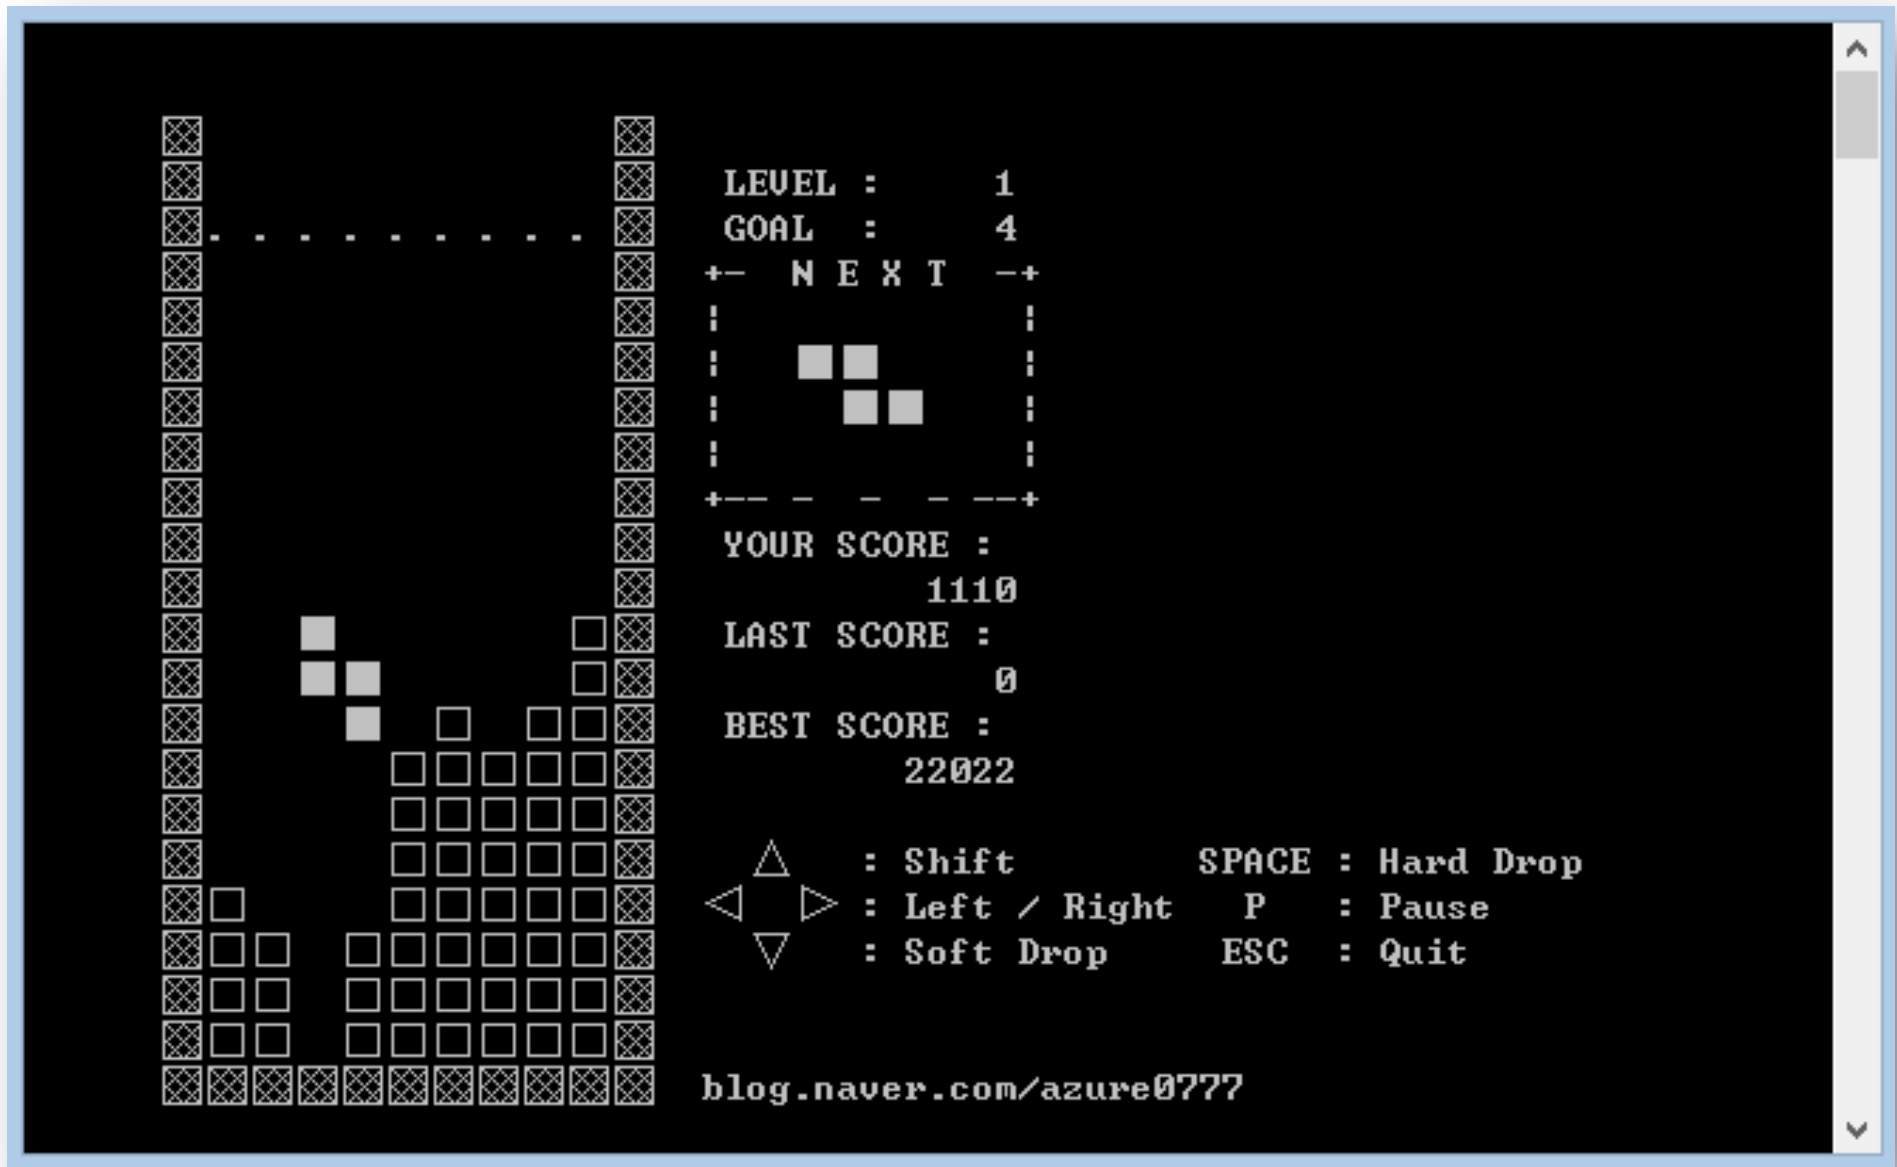 LEVEL : 1
GOAL : 4
N E X T
YOUR SCORE :
1110
LAST SCORE :
0
BEST SCORE :
22022
△ : Shift SPACE : Hard Drop
◁ ▷ : Left / Right P : Pause
▽ : Soft Drop ESC : Quit
blog.naver.com/azure0777